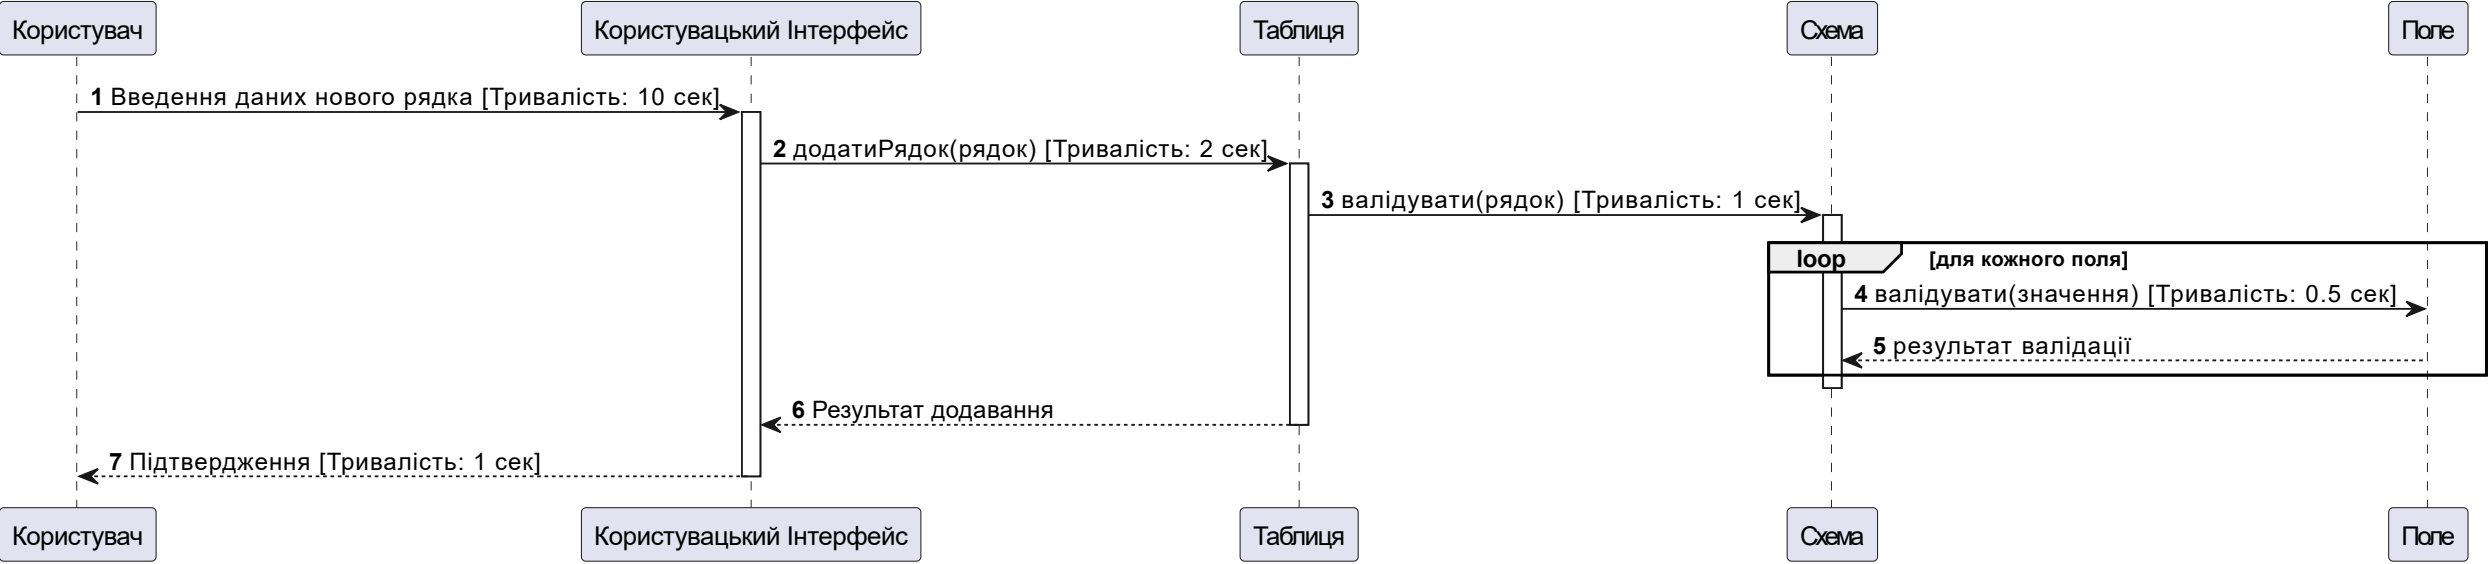 Користувач
Користувацький Інтерфейс
Таблиця
Схема
Поле
1 Введення даних нового рядка [Тривалість: 10 сек]
2 додатиРядок(рядок) [Тривалість: 2 сек]
3 валідувати(рядок) [Тривалість: 1 сек]
loop [для кожного поля]
4 валідувати(значення) [Тривалість: 0.5 сек]
5 результат валідації
6 Результат додавання
7 Підтвердження [Тривалість: 1 сек]
Користувач
Користувацький Інтерфейс
Таблиця
Схема
Поле